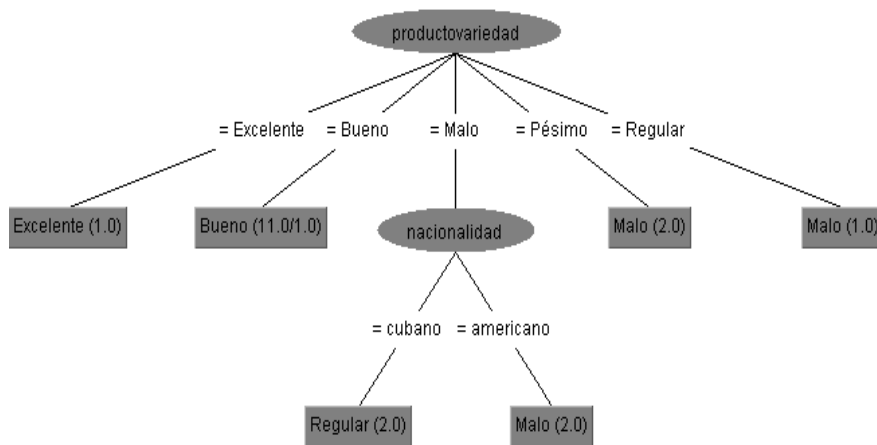 productovariedad
= Excelente = Bueno = Malo = Pésimo = Regular
Excelente (1.0) Bueno (11.0/1.0) nacionalidad Malo (2.0) Malo (1.0)
= cubano = americano
Regular (2.0) Malo (2.0)